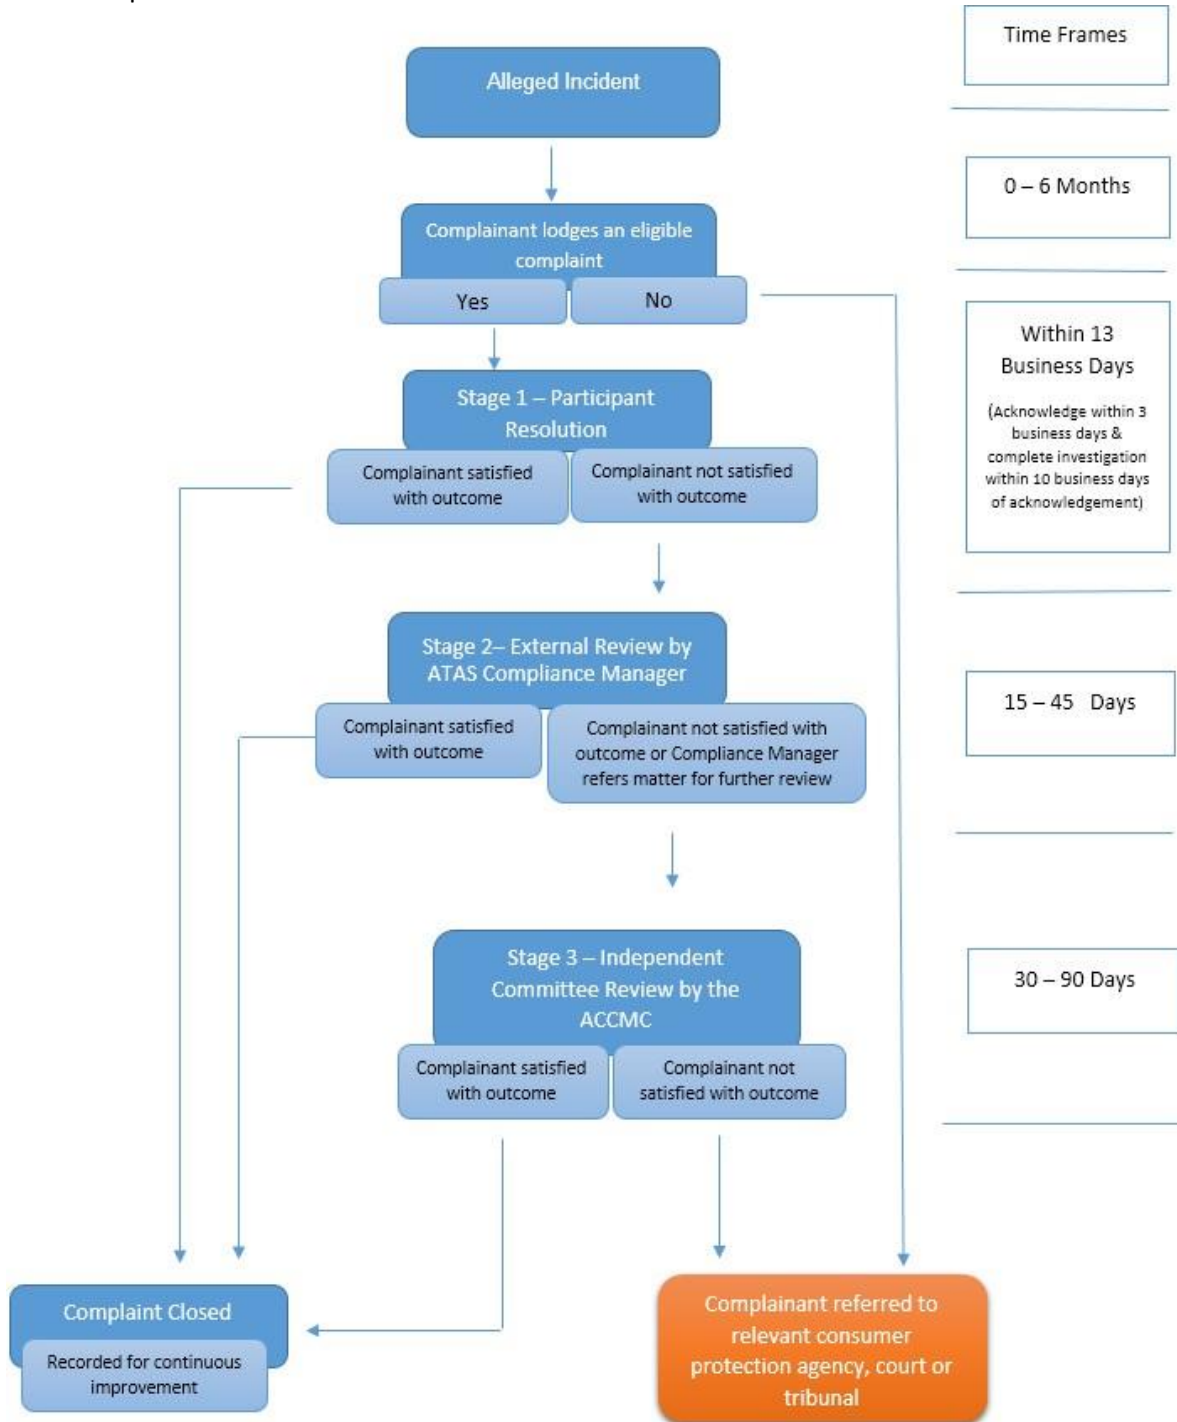 Time Frames
Alleged Incident
0 – 6 Months
Complainant lodges an eligible
complaint
Yes
No
Within 13
Business Days
(Acknowledge within 3
business days &
complete investigation
within 10 business days
of acknowledgement)
Stage 1 – Participant
Resolution
Complainant satisfied
with outcome
Complainant not satisfied
with outcome
Stage 2– External Review by
ATAS Compliance Manager
15 – 45 Days
Complainant satisfied
with outcome
Complainant not satisfied with
outcome or Compliance Manager
refers matter for further review
Stage 3 – Independent
Committee Review by the
ACCMC
30 – 90 Days
Complainant satisfied
with outcome
Complainant not
satisfied with outcome
Complaint Closed
Recorded for continuous
improvement
Complainant referred to
relevant consumer
protection agency, court or
tribunal